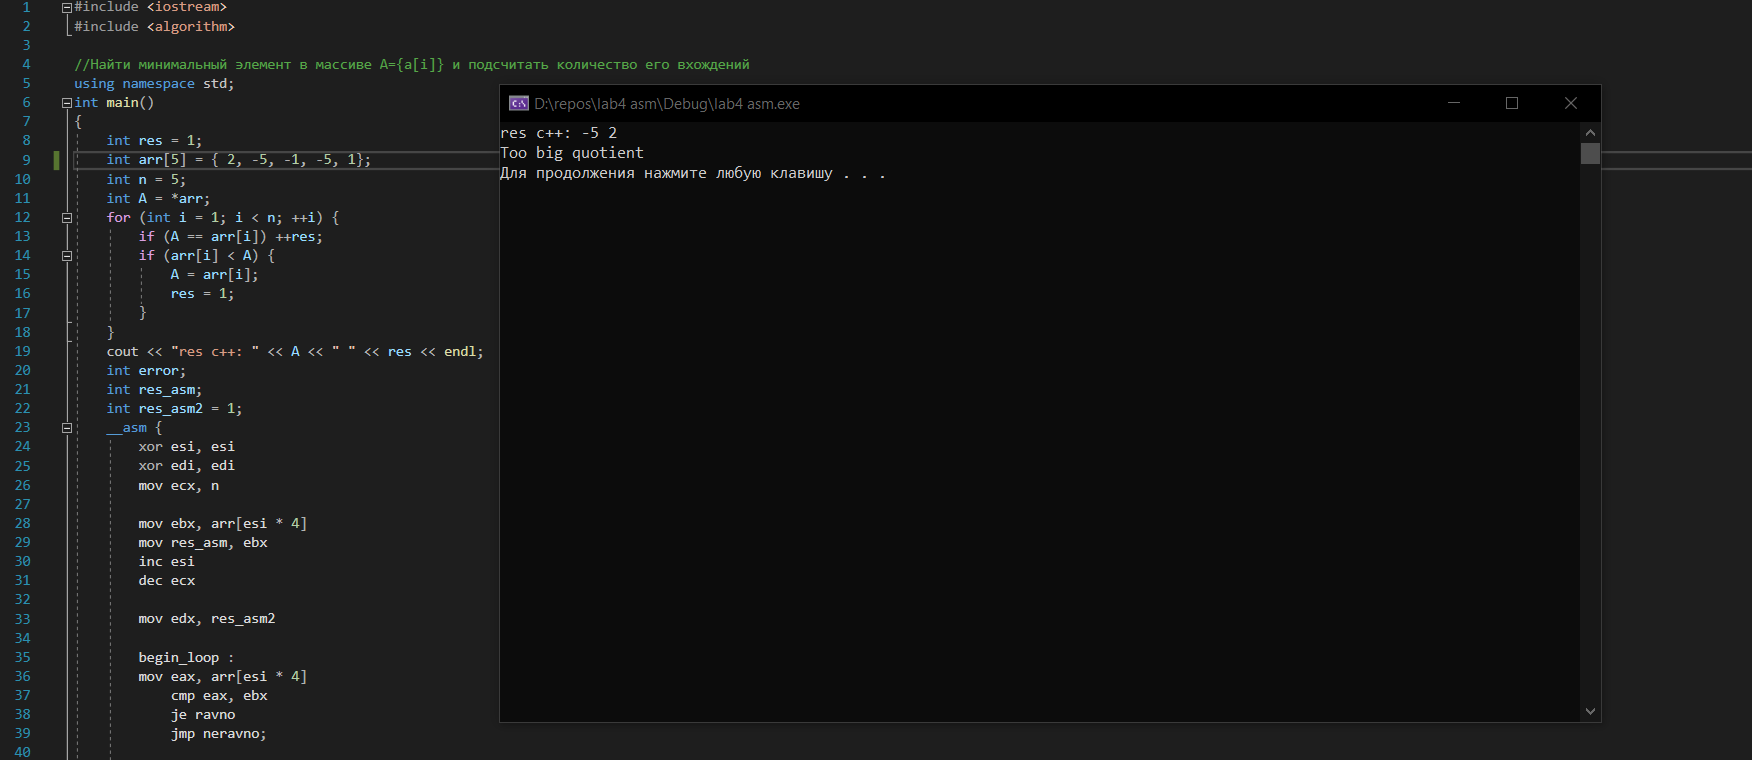 1 #include <iostream>
2 #include <algorithm>
3
4 //Найти минимальный элемент в массиве A={a[i]} и подсчитать количество его вхождений
5 using namespace std;
6 int main()
7 {
8 int res = 1;
9 int arr[5] = { 2, -5, -1, -5, 1};
10 int n = 5;
11 int A = *arr;
12 for (int i = 1; i < n; ++i) {
13 if (A == arr[i]) ++res;
14 if (arr[i] < A) {
15 A = arr[i];
16 res = 1;
17 }
18 }
19 cout << "res c++: " << A << " " << res << endl;
20 int error;
21 int res_asm;
22 int res_asm2 = 1;
23 __asm {
24 xor esi, esi
25 xor edi, edi
26 mov ecx, n
27
28 mov ebx, arr[esi * 4]
29 mov res_asm, ebx
30 inc esi
31 dec ecx
32
33 mov edx, res_asm2
34
35 begin_loop :
36 mov eax, arr[esi * 4]
37 cmp eax, ebx
38 je ravno
39 jmp neravno;
40
C:\ D:\repos\lab4 asm\Debug\lab4 asm.exe
res c++: -5 2
Too big quotient
Для продолжения нажмите любую клавишу . . .